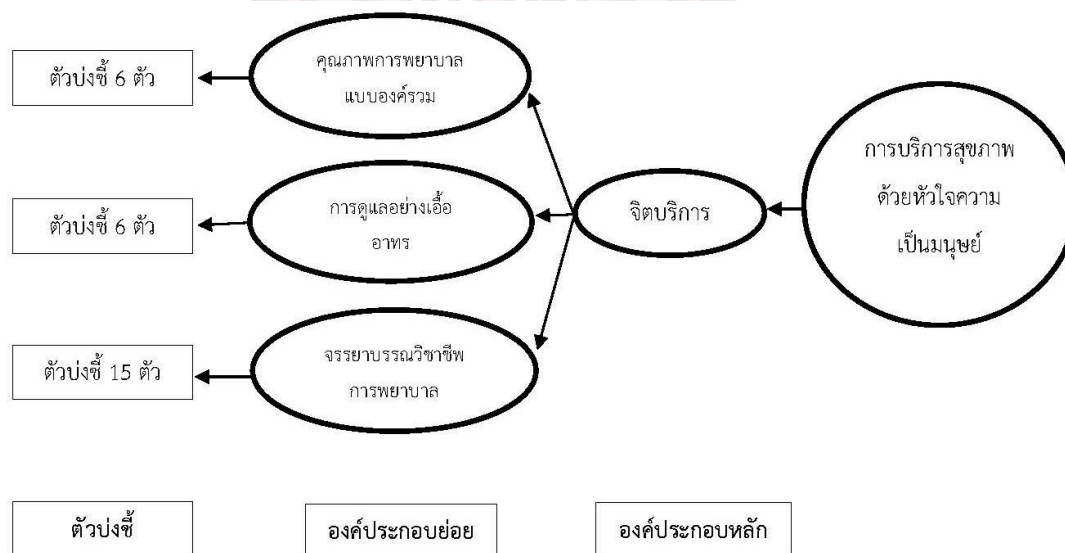 คุณภาพการพยาบาล
แบบองค์รวม
ตัวบ่งชี้ 6 ตัว
การบริการสุขภาพ
ด้วยหัวใจความ
เป็นมนุษย์
จิตบริการ
การดูแลอย่างเอื้อ
อาทร
ตัวบ่งชี้ 6 ตัว
จรรยาบรรณวิชาชีพ
การพยาบาล
ตัวบ่งชี้ 15 ตัว
ตัวบ่งชี้
องค์ประกอบย่อย
องค์ประกอบหลัก